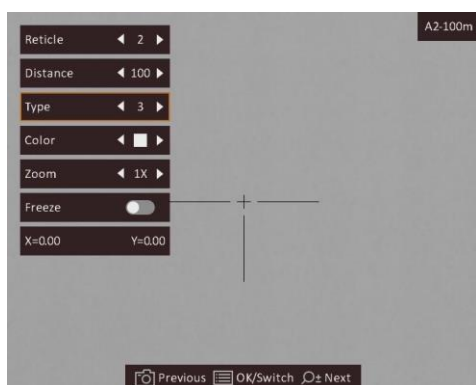 A2-100m
Reticle 2
Distance 100
Type 3
Color
Zoom 1X
Freeze
X=0.00 Y=0.00
Previous OK/Switch Next